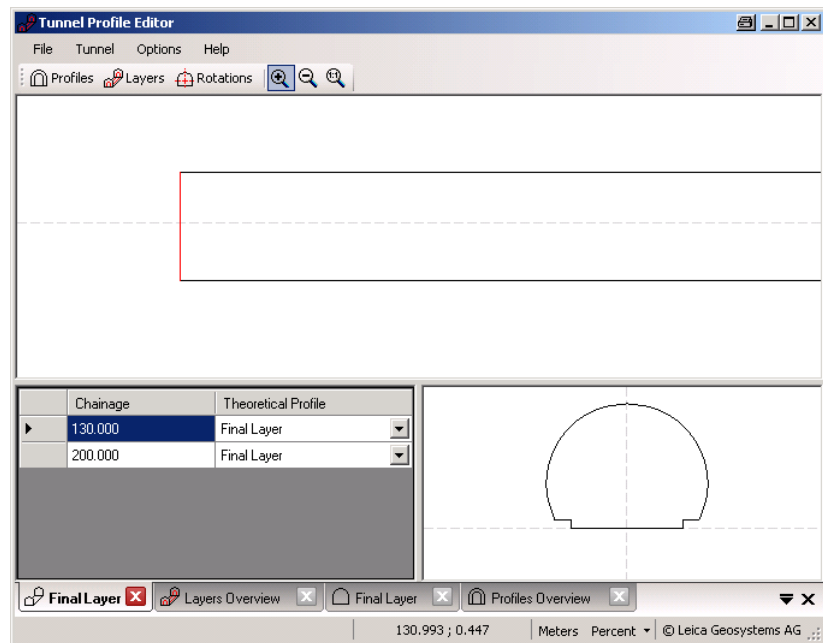 Tunnel Profile Editor
File Tunnel Options Help
Profiles Layers Rotations
Chainage Theoretical Profile
130.000 Final Layer
200.000 Final Layer
Final Layer Layers Overview Final Layer Profiles Overview
130.993 ; 0.447 Meters Percent © Leica Geosystems AG